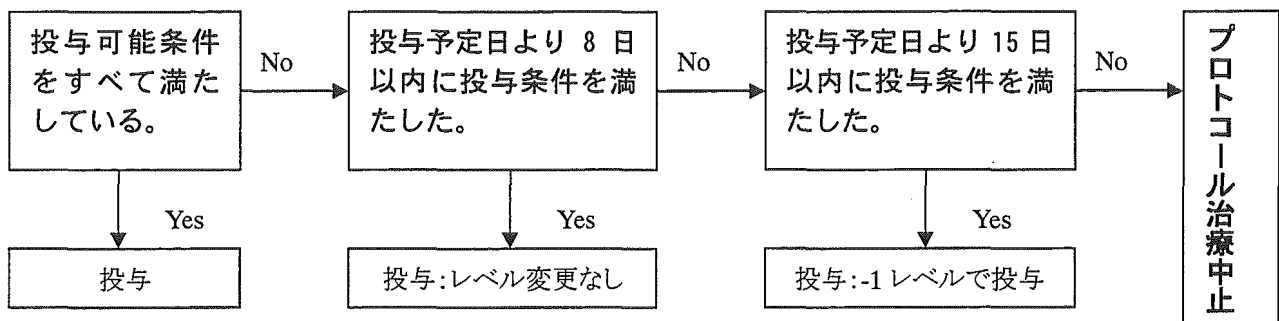 投与可能条件
をすべて満た
している。
No
投与予定日より 8 日
以内に投与条件を満
たした。
No
投与予定日より 15 日
以内に投与条件を満
たした。
No
プロトコール治療中止
Yes
Yes
Yes
投与
投与:レベル変更なし
投与:-1 レベルで投与